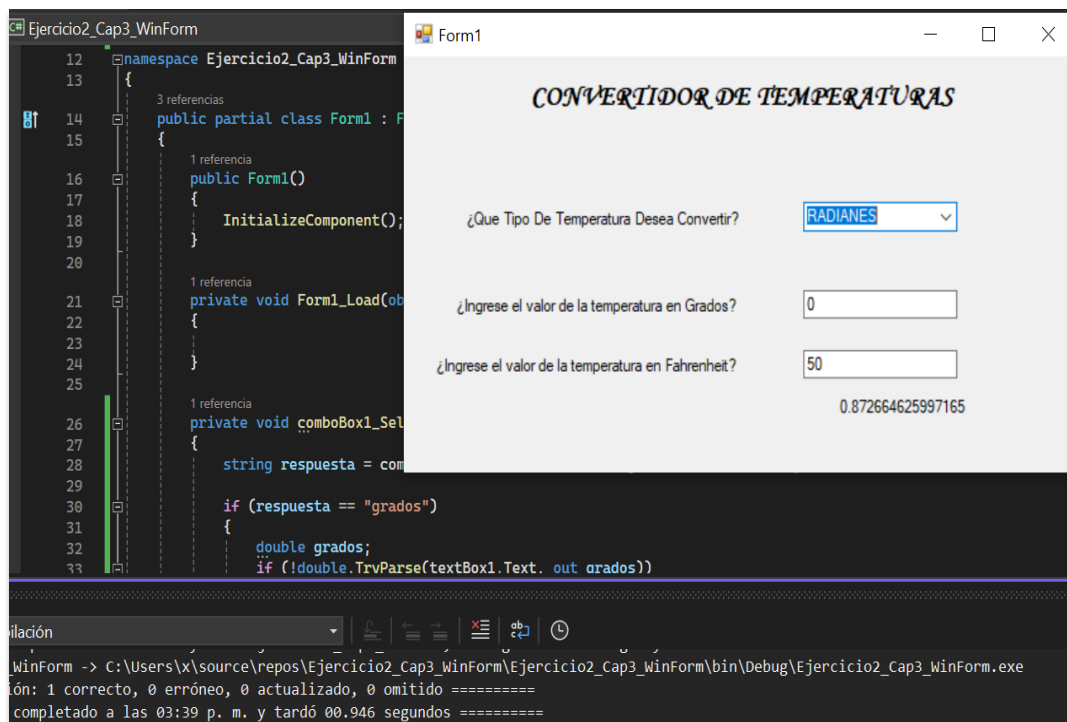 C# Ejercicio2_Cap3_WinForm
12 namespace Ejercicio2_Cap3_WinForm
13 {
3 referencias
14 public partial class Form1 : F
15 {
1 referencia
16 public Form1()
17 {
18 InitializeComponent();
19 }
20
1 referencia
21 private void Form1_Load(ob
22 {
23
24 }
25
1 referencia
26 private void comboBox1_Sel
27 {
28 string respuesta = com
29
30 if (respuesta == "grados")
31 {
32 double grados;
33 if (!double.TryParse(textBox1.Text, out grados))
Form1
CONVERTIDOR DE TEMPERATURAS
¿Que Tipo De Temperatura Desea Convertir? RADIANES
¿Ingrese el valor de la temperatura en Grados? 0
¿Ingrese el valor de la temperatura en Fahrenheit? 50
0.872664625997165
ilación
_WinForm -> C:\Users\x\source\repos\Ejercicio2_Cap3_WinForm\Ejercicio2_Cap3_WinForm\bin\Debug\Ejercicio2_Cap3_WinForm.exe
ión: 1 correcto, 0 erróneo, 0 actualizado, 0 omitido ==========
completado a las 03:39 p. m. y tardó 00.946 segundos ==========